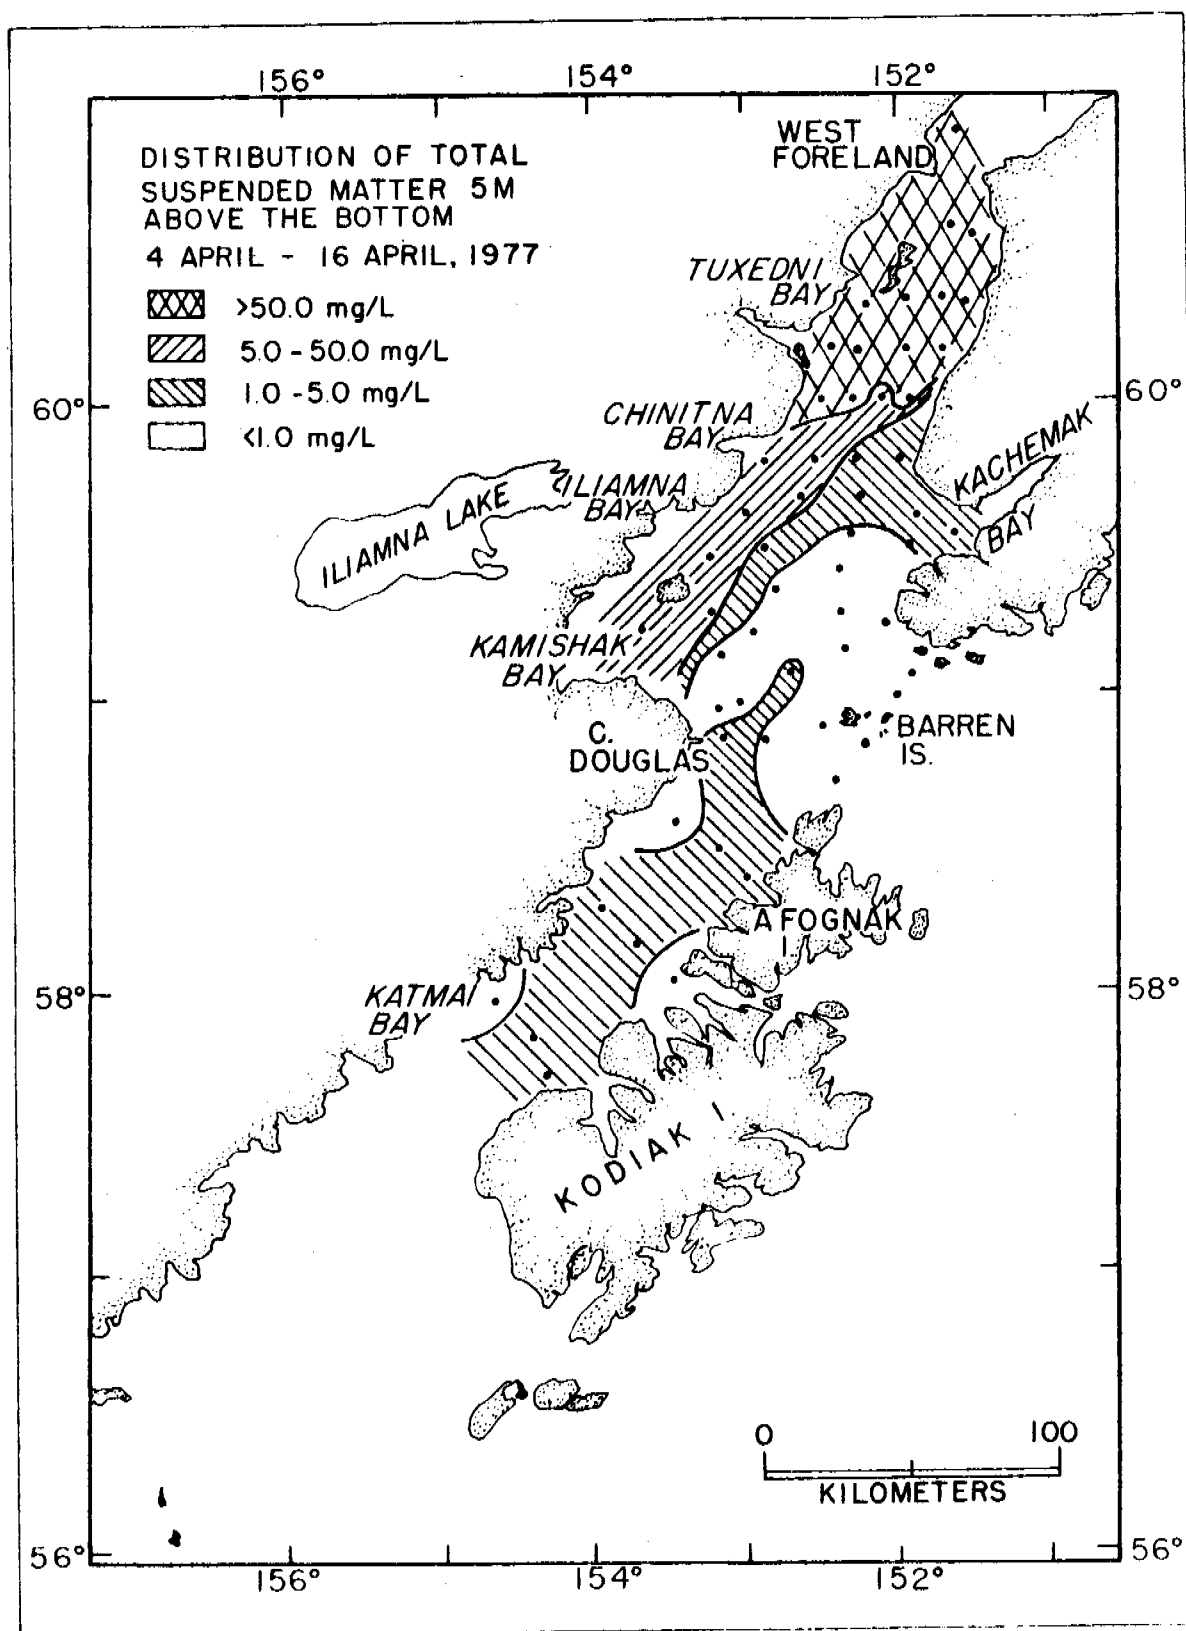 156° 154° 152°
DISTRIBUTION OF TOTAL
SUSPENDED MATTER 5M
ABOVE THE BOTTOM
4 APRIL - 16 APRIL, 1977
>50.0 mg/L
5.0-50.0 mg/L
1.0-5.0 mg/L
<1.0 mg/L
WEST
FORELAND
TUXEDNI
BAY
60°
60°
CHINITNA
BAY
KACHEMAK
BAY
ILIAMNA
BAY
ILIAMNA LAKE
KAMISHAK
BAY
C.
DOUGLAS
BARREN
IS.
AFOGNAK
I
58°
58°
KATMAI
BAY
KODIAK I
0 100
KILOMETERS
56°
56°
156° 154° 152°